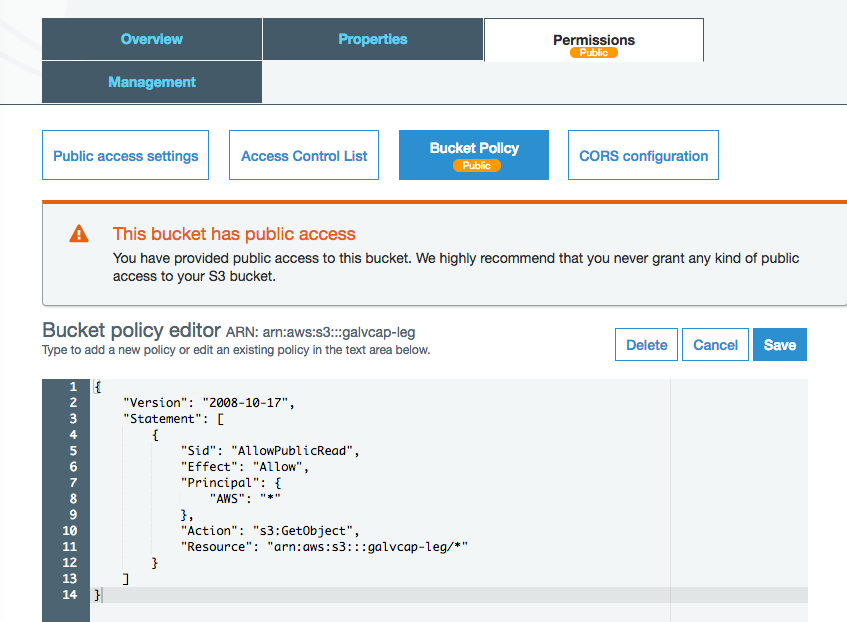 Overview
Properties
Permissions
Public
Management
Public access settings
Access Control List
Bucket Policy
Public
CORS configuration
This bucket has public access
You have provided public access to this bucket. We highly recommend that you never grant any kind of public
access to your S3 bucket.
Bucket policy editor ARN: arn:aws:s3:::galvcap-leg
Type to add a new policy or edit an existing policy in the text area below.
Delete
Cancel
Save
1 {
2 "Version": "2008-10-17",
3 "Statement": [
4 {
5 "Sid": "AllowPublicRead",
6 "Effect": "Allow",
7 "Principal": {
8 "AWS": "*"
9 },
10 "Action": "s3:GetObject",
11 "Resource": "arn:aws:s3:::galvcap-leg/*"
12 }
13 ]
14 }